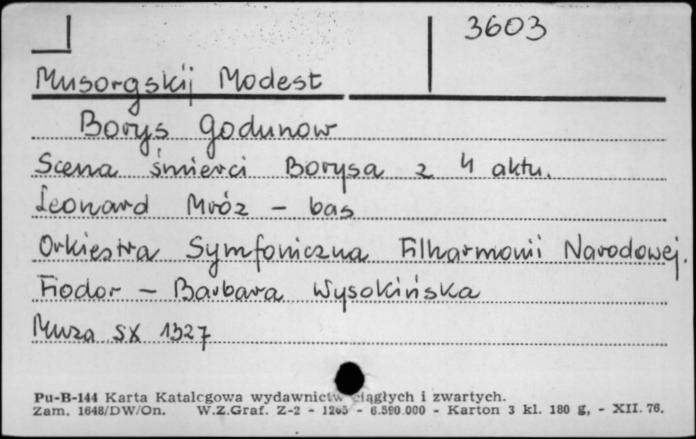 3603
Musorgskij Modest
Borys Godunow
Scena śmierci Borysa z 4 aktu.
Leonard Mróz - bas
Orkiestra Symfoniczna Filharmonii Narodowej.
Fiodor - Barbara Wysokińska
Muza SX 1327
Pu-B-144 Karta Katalogowa wydawnictw ciągłych i zwartych.
Zam. 1648/DW/On. W.Z.Graf. Z-2 - 1265 - 6.590.000 - Karton 3 kl. 180 g, - XII. 76.